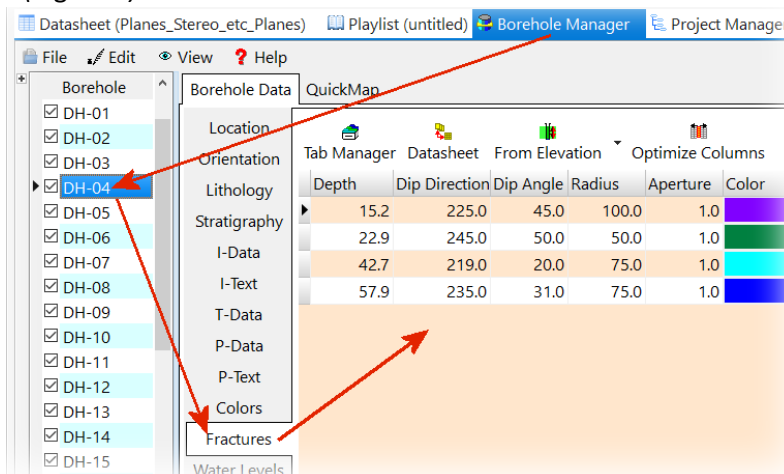 Datasheet (Planes_Stereo_etc_Planes) Playlist (untitled) Borehole Manager Project Manage
File Edit View ? Help
Borehole
DH-01
DH-02
DH-03
DH-04
DH-05
DH-06
DH-07
DH-08
DH-09
DH-10
DH-11
DH-12
DH-13
DH-14
DH-15
Borehole Data QuickMap
Location
Orientation
Lithology
Stratigraphy
I-Data
I-Text
T-Data
P-Data
P-Text
Colors
Fractures
Water Levels
Tab Manager Datasheet From Elevation Optimize Columns
Depth Dip Direction Dip Angle Radius Aperture Color
15.2 225.0 45.0 100.0 1.0
22.9 245.0 50.0 50.0 1.0
42.7 219.0 20.0 75.0 1.0
57.9 235.0 31.0 75.0 1.0